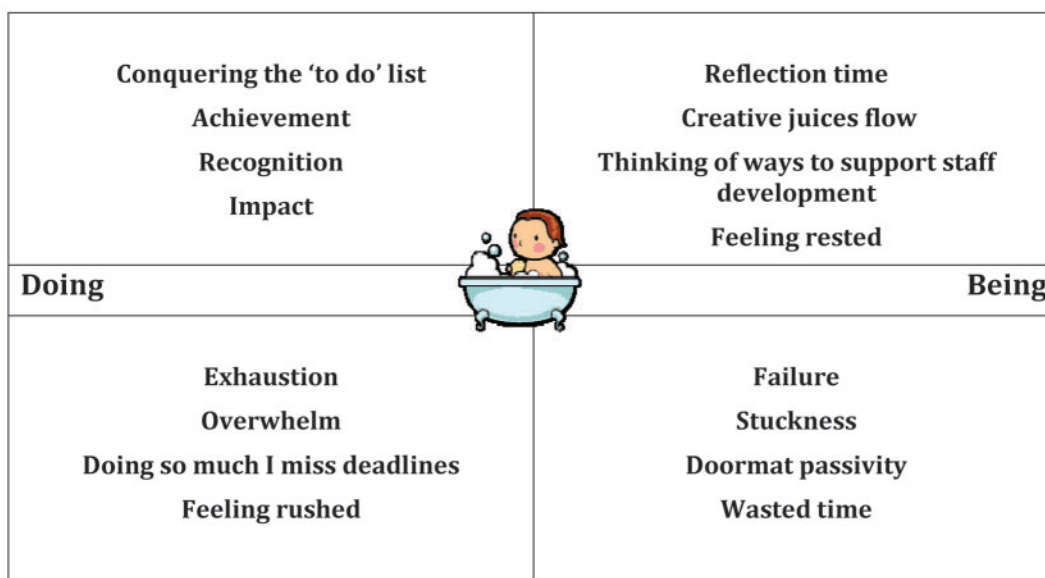 Conquering the ‘to do’ list
Achievement
Recognition
Impact
Reflection time
Creative juices flow
Thinking of ways to support staff
development
Feeling rested
Doing
Being
Exhaustion
Overwhelm
Doing so much I miss deadlines
Feeling rushed
Failure
Stuckness
Doormat passivity
Wasted time